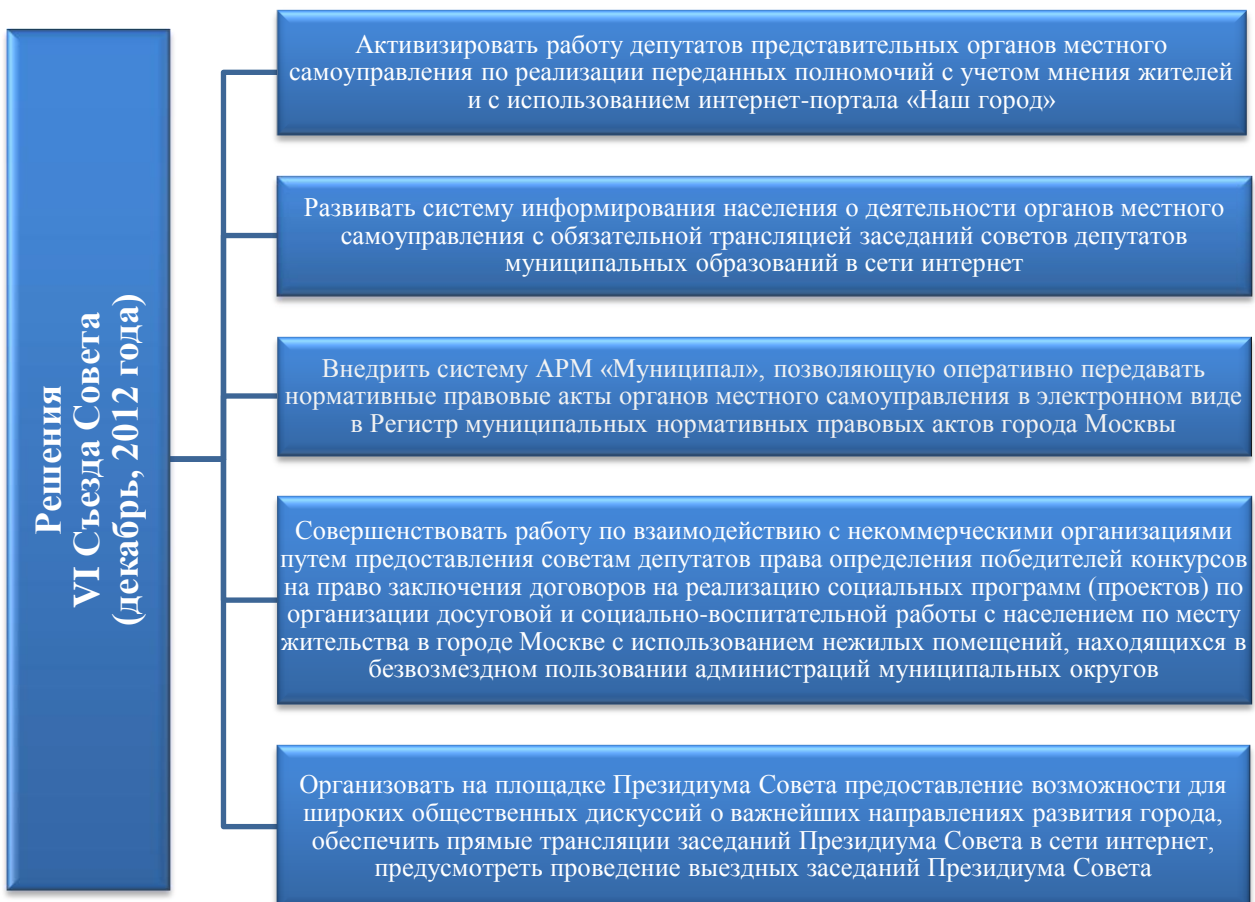 Решения
VI Съезда Совета
(декабрь, 2012 года)
Активизировать работу депутатов представительных органов местного
самоуправления по реализации переданных полномочий с учетом мнения жителей
и с использованием интернет-портала «Наш город»
Развивать систему информирования населения о деятельности органов местного
самоуправления с обязательной трансляцией заседаний советов депутатов
муниципальных образований в сети интернет
Внедрить систему АРМ «Муниципал», позволяющую оперативно передавать
нормативные правовые акты органов местного самоуправления в электронном виде
в Регистр муниципальных нормативных правовых актов города Москвы
Совершенствовать работу по взаимодействию с некоммерческими организациями
путем предоставления советам депутатов права определения победителей конкурсов
на право заключения договоров на реализацию социальных программ (проектов) по
организации досуговой и социально-воспитательной работы с населением по месту
жительства в городе Москве с использованием нежилых помещений, находящихся в
безвозмездном пользовании администраций муниципальных округов
Организовать на площадке Президиума Совета предоставление возможности для
широких общественных дискуссий о важнейших направлениях развития города,
обеспечить прямые трансляции заседаний Президиума Совета в сети интернет,
предусмотреть проведение выездных заседаний Президиума Совета